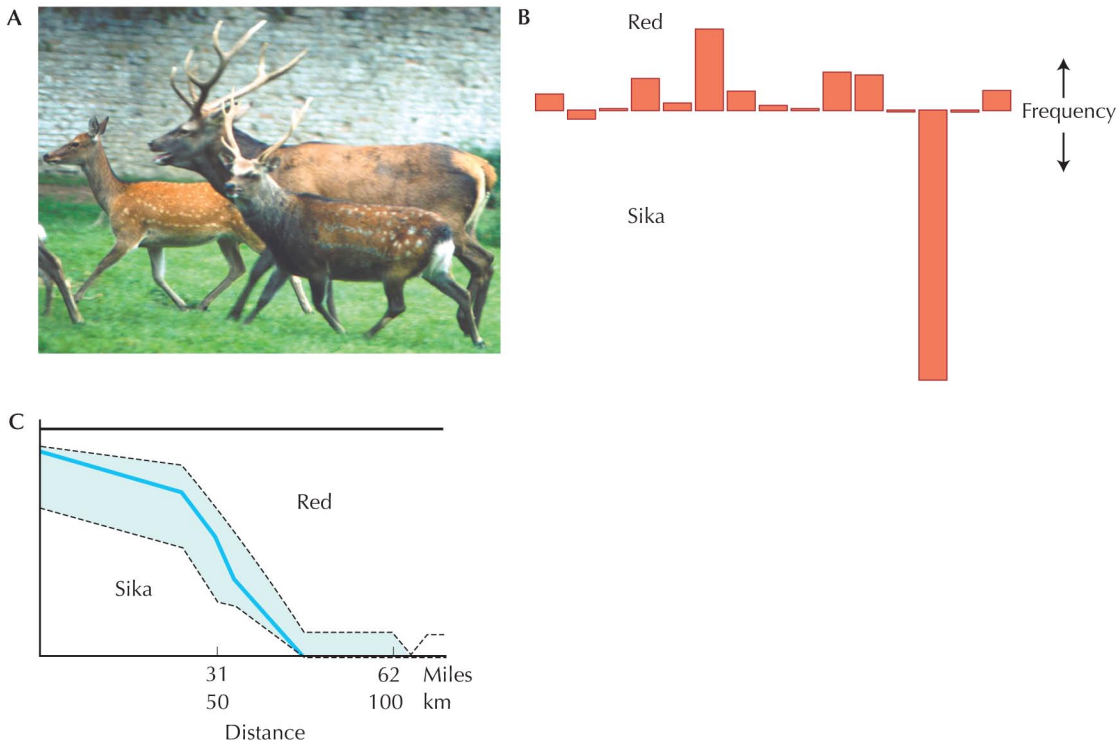 A
B
Red
Frequency
Sika
C
Red
Sika
31 62 Miles
50 100 km
Distance